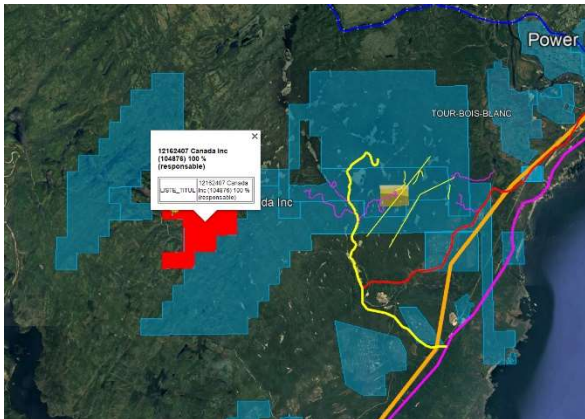 Power
TOUR-BOIS-BLANC
12162407 Canada Inc
(104876) 100 %
(responsable)
LISTE_TITUL
12162407 Canada
Inc (104876) 100 %
(responsable)
da Inc